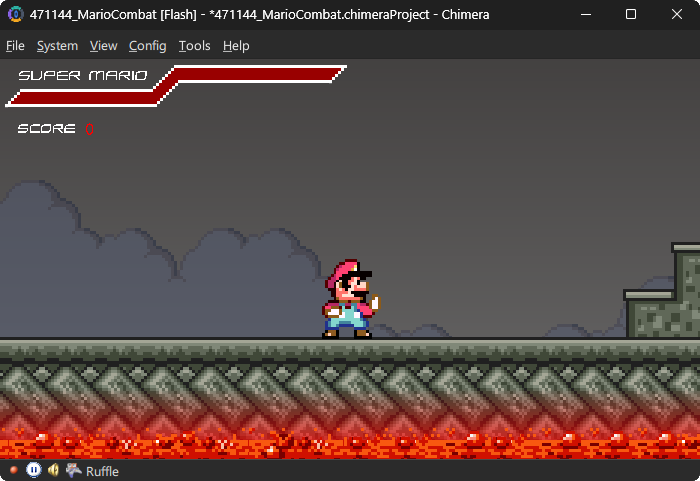 471144_MarioCombat [Flash] - *471144_MarioCombat.chimeraProject - Chimera
File System View Config Tools Help
SUPER MARIO
SCORE 0
Ruffle